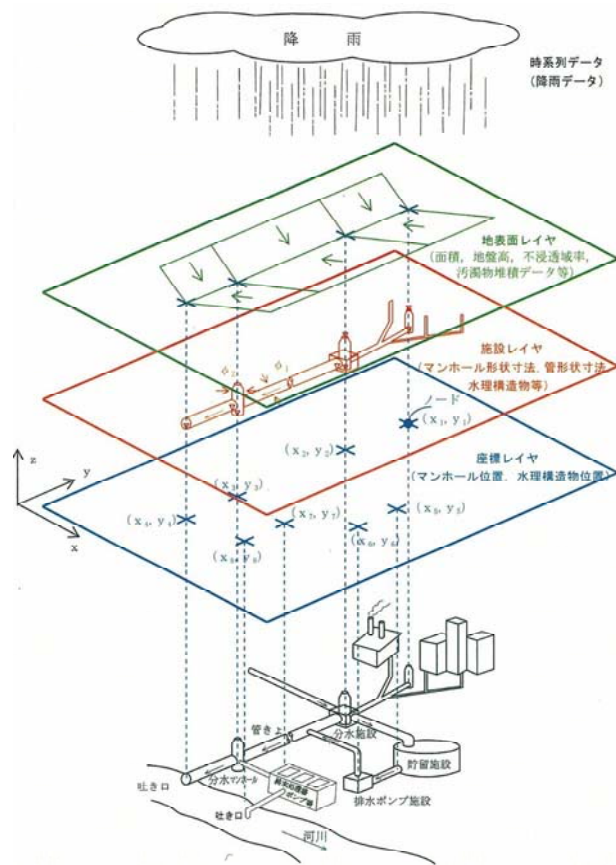 降 雨
時系列データ
(降雨データ)
地表面レイヤ
(面積, 地盤高, 不浸透域率,
汚濁物堆積データ等)
施設レイヤ
(マンホール形状寸法、管形状寸法
水理構造物等)
ノード
(x₁, y₁)
座標レイヤ
(マンホール位置、水理構造物位置)
(x₂, y₂)
(x₃, y₃)
(x₄, y₄)
(x₇, y₇)
(x₅, y₅)
(x₆, y₆)
z
y
x
管きょ
分水施設
貯留施設
分水マンホール
吐き口
排水ポンプ施設
ポンプ場
吐き口
河川